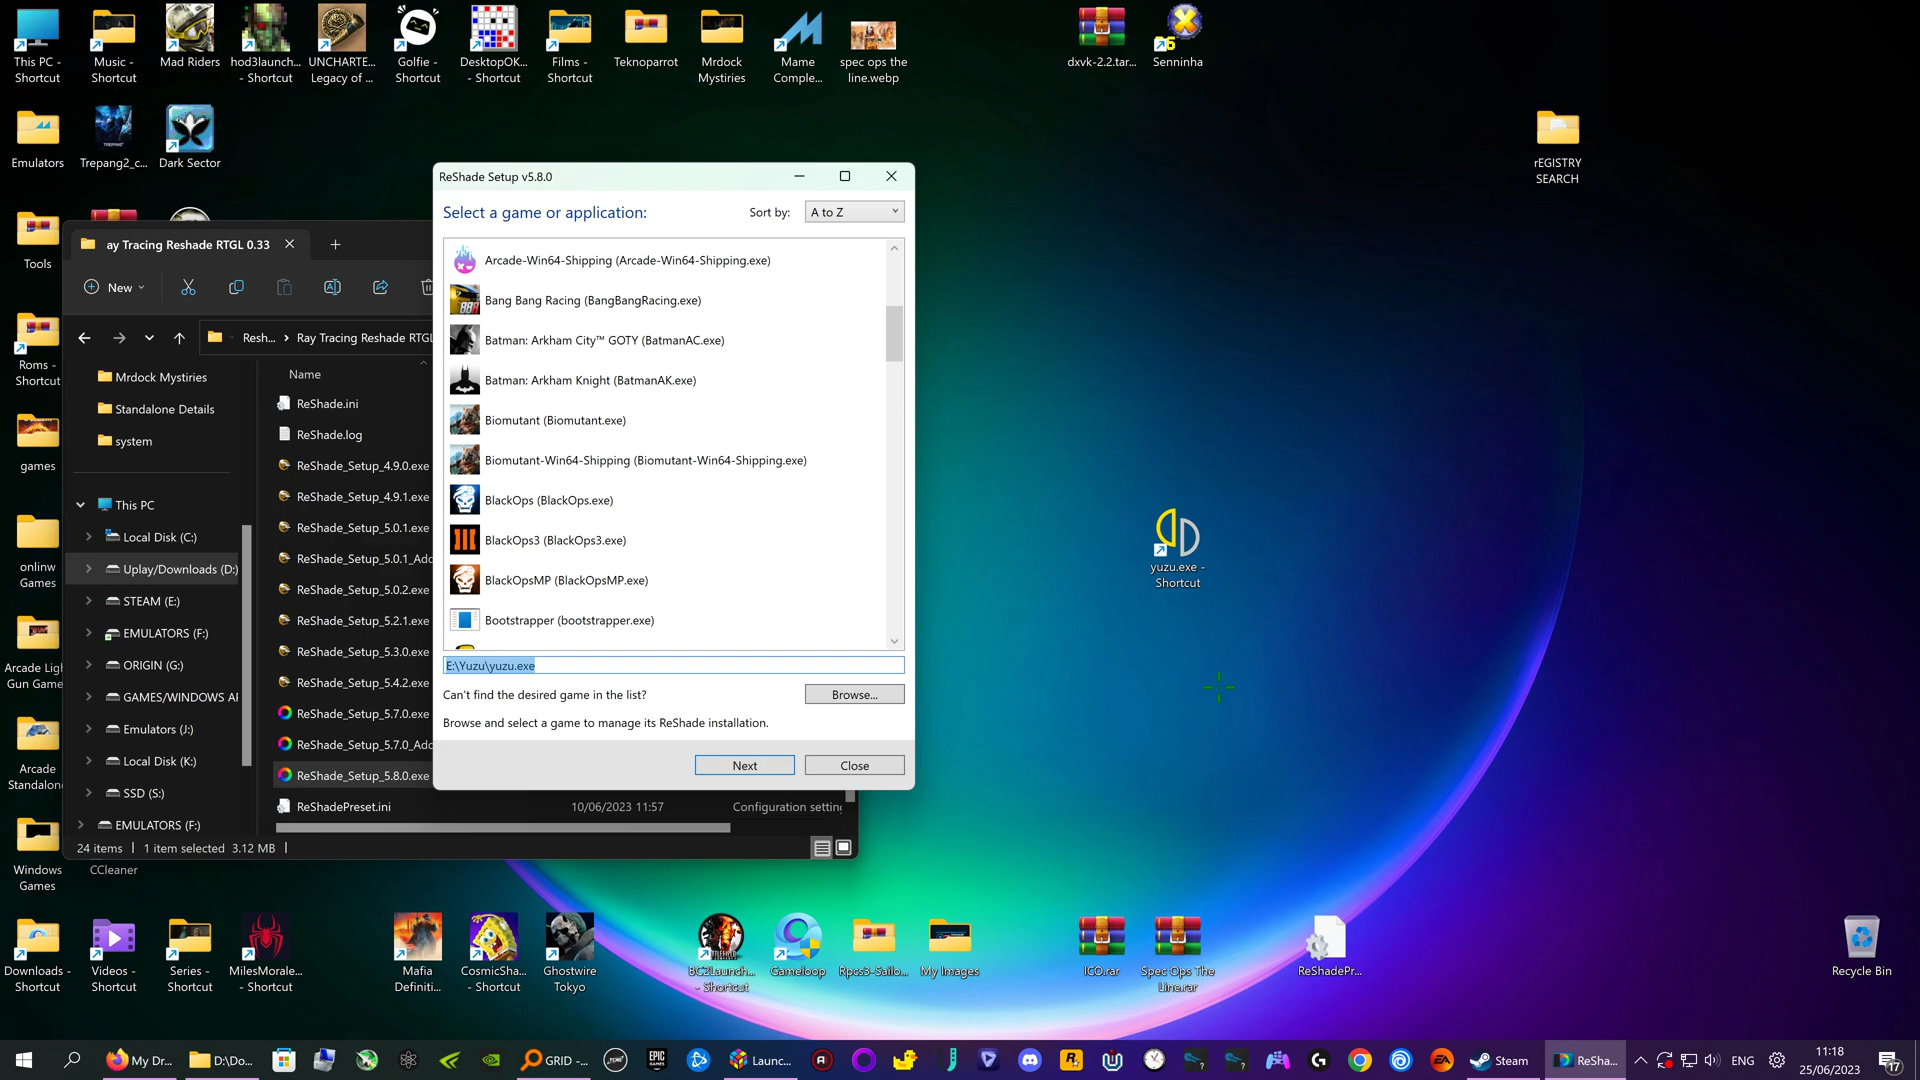 This PC -
Shortcut
Music -
Shortcut
Mad Riders
hod3launch...
- Shortcut
UNCHARTE...
Legacy of ...
Golfie -
Shortcut
DesktopOK...
- Shortcut
Films -
Shortcut
Teknoparrot
Mrdock
Mystiries
Mame
Comple...
spec ops the
line.webp
dxvk-2.2.tar...
Senninha
Emulators
Trepang2_c...
Dark Sector
rEGISTRY
SEARCH
Tools
Roms -
Shortcut
games
onlinw
Games
Arcade Ligh
Gun Game
Arcade
Standalone
Windows
Games
CCleaner
ay Tracing Reshade RTGL 0.33
New
Resh...
Ray Tracing Reshade RTGL
Mrdock Mystiries
Standalone Details
system
This PC
Local Disk (C:)
Uplay/Downloads (D:)
STEAM (E:)
EMULATORS (F:)
ORIGIN (G:)
GAMES/WINDOWS AP
Emulators (J:)
Local Disk (K:)
SSD (S:)
EMULATORS (F:)
Name
ReShade.ini
ReShade.log
ReShade_Setup_4.9.0.exe
ReShade_Setup_4.9.1.exe
ReShade_Setup_5.0.1.exe
ReShade_Setup_5.0.1_Add
ReShade_Setup_5.0.2.exe
ReShade_Setup_5.2.1.exe
ReShade_Setup_5.3.0.exe
ReShade_Setup_5.4.2.exe
ReShade_Setup_5.7.0.exe
ReShade_Setup_5.7.0_Add
ReShade_Setup_5.8.0.exe
ReShadePreset.ini 10/06/2023 11:57 Configuration setting
24 items 1 item selected 3.12 MB
ReShade Setup v5.8.0
Select a game or application:
Sort by: A to Z
Arcade-Win64-Shipping (Arcade-Win64-Shipping.exe)
Bang Bang Racing (BangBangRacing.exe)
Batman: Arkham City™ GOTY (BatmanAC.exe)
Batman: Arkham Knight (BatmanAK.exe)
Biomutant (Biomutant.exe)
Biomutant-Win64-Shipping (Biomutant-Win64-Shipping.exe)
BlackOps (BlackOps.exe)
BlackOps3 (BlackOps3.exe)
BlackOpsMP (BlackOpsMP.exe)
Bootstrapper (bootstrapper.exe)
E:\Yuzu\yuzu.exe
Can't find the desired game in the list?
Browse...
Browse and select a game to manage its ReShade installation.
Next
Close
yuzu.exe -
Shortcut
Downloads -
Shortcut
Videos -
Shortcut
Series -
Shortcut
MilesMorale...
- Shortcut
Mafia
Definiti...
CosmicSha...
- Shortcut
Ghostwire
Tokyo
BC2Launch...
- Shortcut
Gameloop
Rpcs3-Sailo...
My Images
ICO.rar
Spec Ops The
Line.rar
ReShadePr...
Recycle Bin
My Dr...
D:\Do...
GRID -...
EPIC
GAMES
Launc...
EA
Steam
ReSha...
ENG
11:18
25/06/2023
17